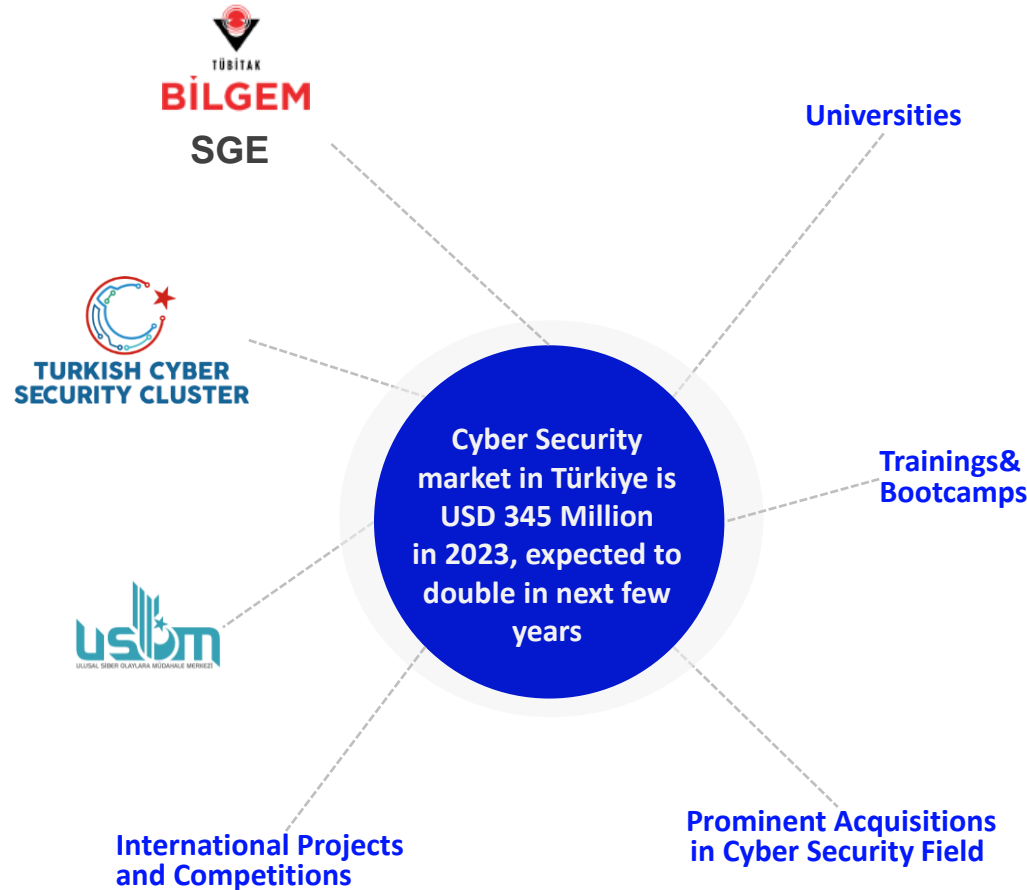 TÜBİTAK
BİLGEM
SGE
Universities
TURKISH CYBER
SECURITY CLUSTER
Cyber Security
market in Türkiye is
USD 345 Million
in 2023, expected to
double in next few
years
Trainings&
Bootcamps
usom
ULUSAL SİBER OLAYLARA MÜDAHALE MERKEZİ
International Projects
and Competitions
Prominent Acquisitions
in Cyber Security Field